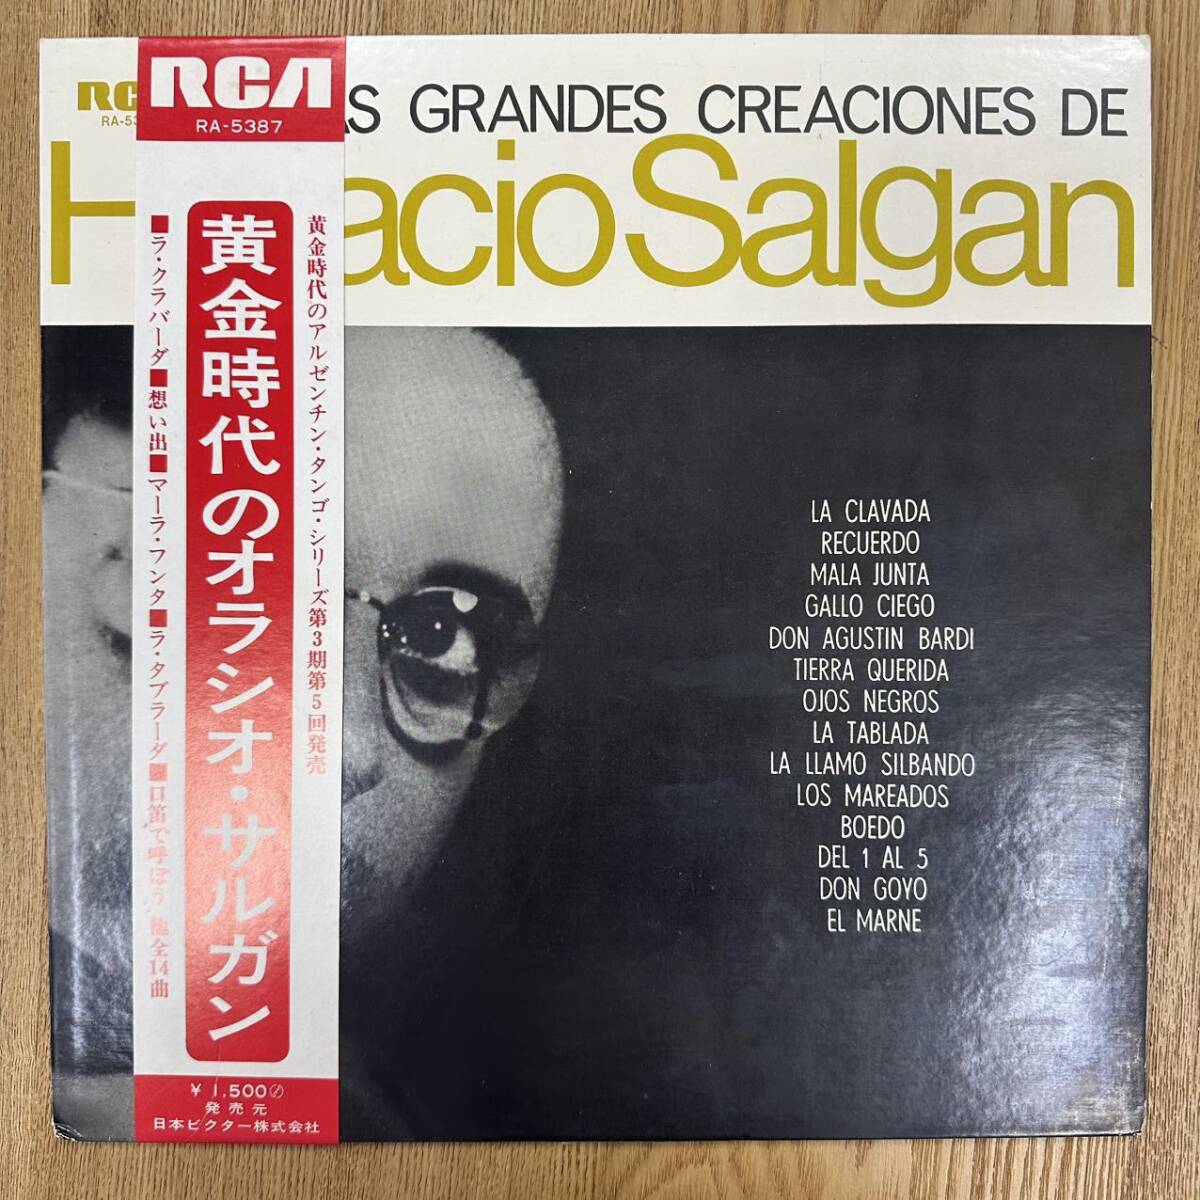 RCA
RA-5387
黄金時代のアルゼンチン・タンゴ・シリーズ第3期第5回発売
黄金時代のオラシオ・サルガン
■ラ・クラバーダ■想い出■マーラ・フンタ■ラ・タブラーダ■口笛で呼ぼう 他全14曲
¥1,500
発売元
日本ビクター株式会社
RC
RA-53
AS GRANDES CREACIONES DE
H acio Salgan
LA CLAVADA
RECUERDO
MALA JUNTA
GALLO CIEGO
DON AGUSTIN BARDI
TIERRA QUERIDA
OJOS NEGROS
LA TABLADA
LA LLAMO SILBANDO
LOS MAREADOS
BOEDO
DEL 1 AL 5
DON GOYO
EL MARNE